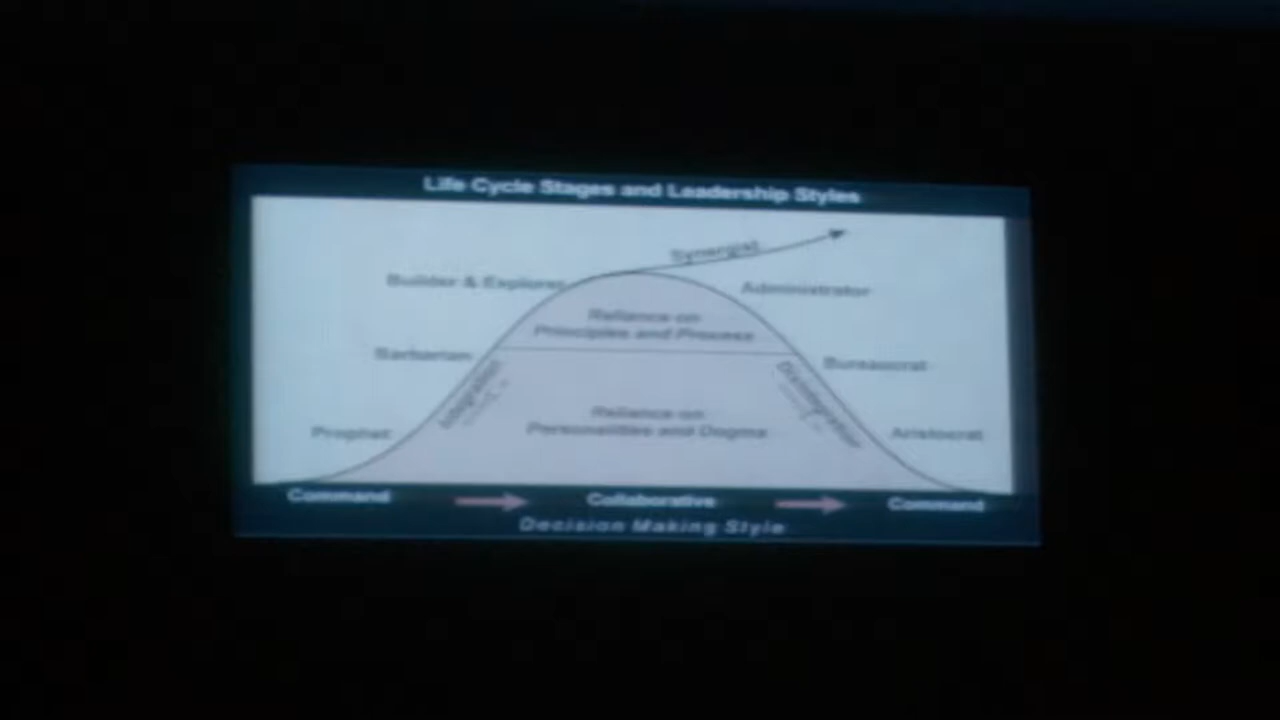 Life Cycle Stages and Leadership Styles
Synergist
Builder & Explorer
Administrator
Reliance on
Principles and Process
Barbarian
Bureaucrat
Integration
Disintegration
Reliance on
Personalities and Dogma
Prophet
Aristocrat
Command
Collaborative
Command
Decision Making Style